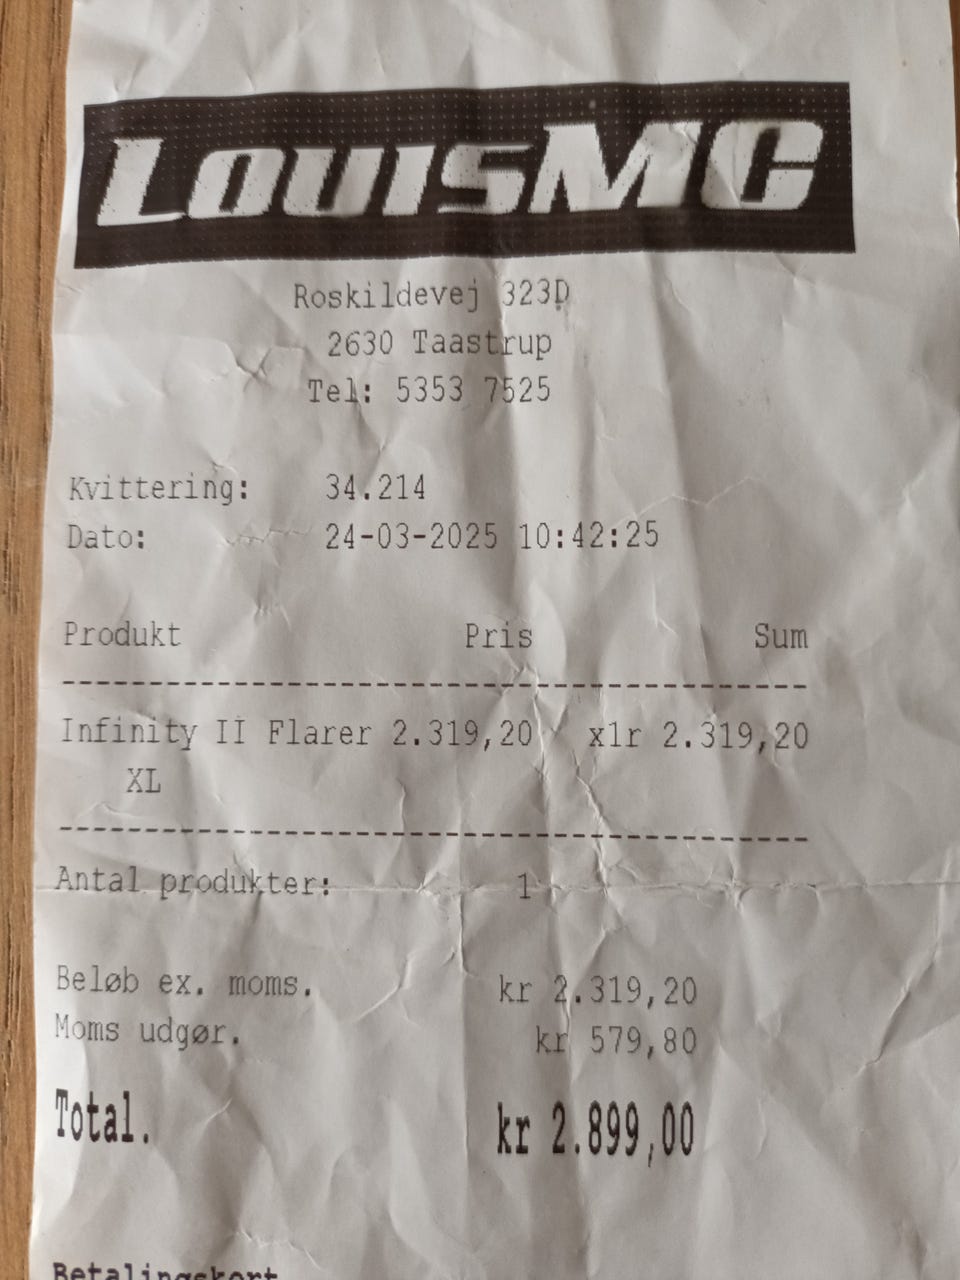 LOUISMC
Roskildevej 323D
2630 Taastrup
Tel: 5353 7525
Kvittering: 34.214
Dato: 24-03-2025 10:42:25
Produkt Pris Sum
Infinity II Flarer 2.319,20 x1r 2.319,20
XL
Antal produkter: 1
Beløb ex. moms. kr 2.319,20
Moms udgør. kr 579,80
Total. kr 2.899,00
Betalingskort